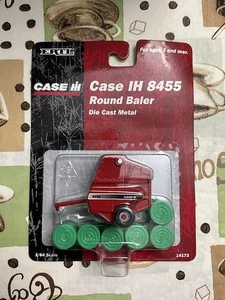 ERTL
For ages 3 and over.
CASE IH
Case IH 8455
Round Baler
Die Cast Metal
1/64 Scale
14173